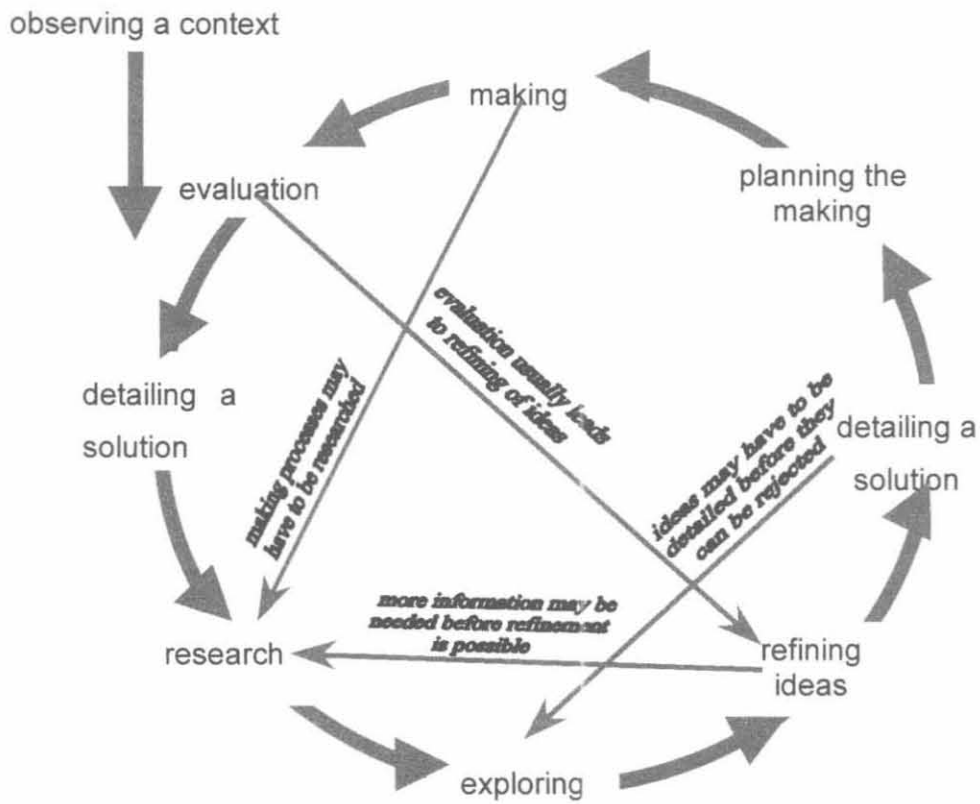 observing a context
making
evaluation
planning the
making
detailing a
solution
detailing a
solution
evaluation usually leads
to refining of ideas
making processes may
have to be researched
ideas may have to be
detailed before they
can be rejected
more information may be
needed before refinement
is possible
research
refining
ideas
exploring